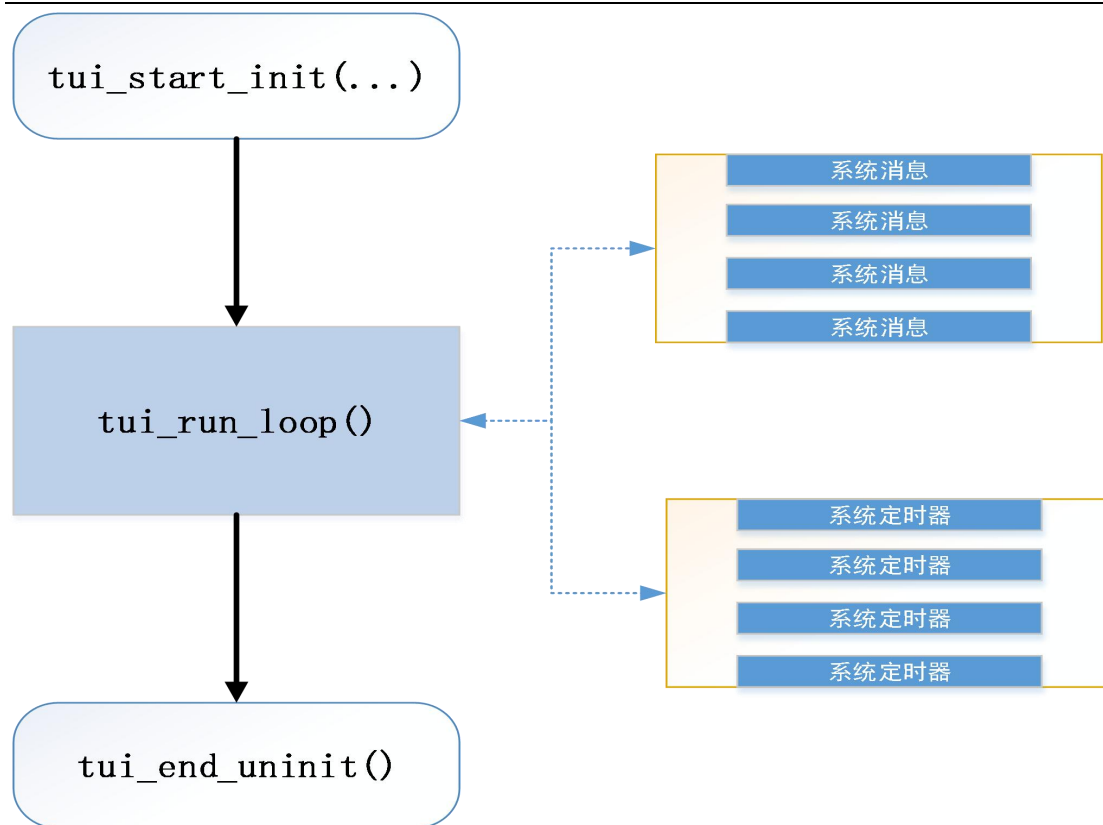 tui_start_init(...)
系统消息
系统消息
系统消息
系统消息
tui_run_loop()
系统定时器
系统定时器
系统定时器
系统定时器
tui_end_uninit()